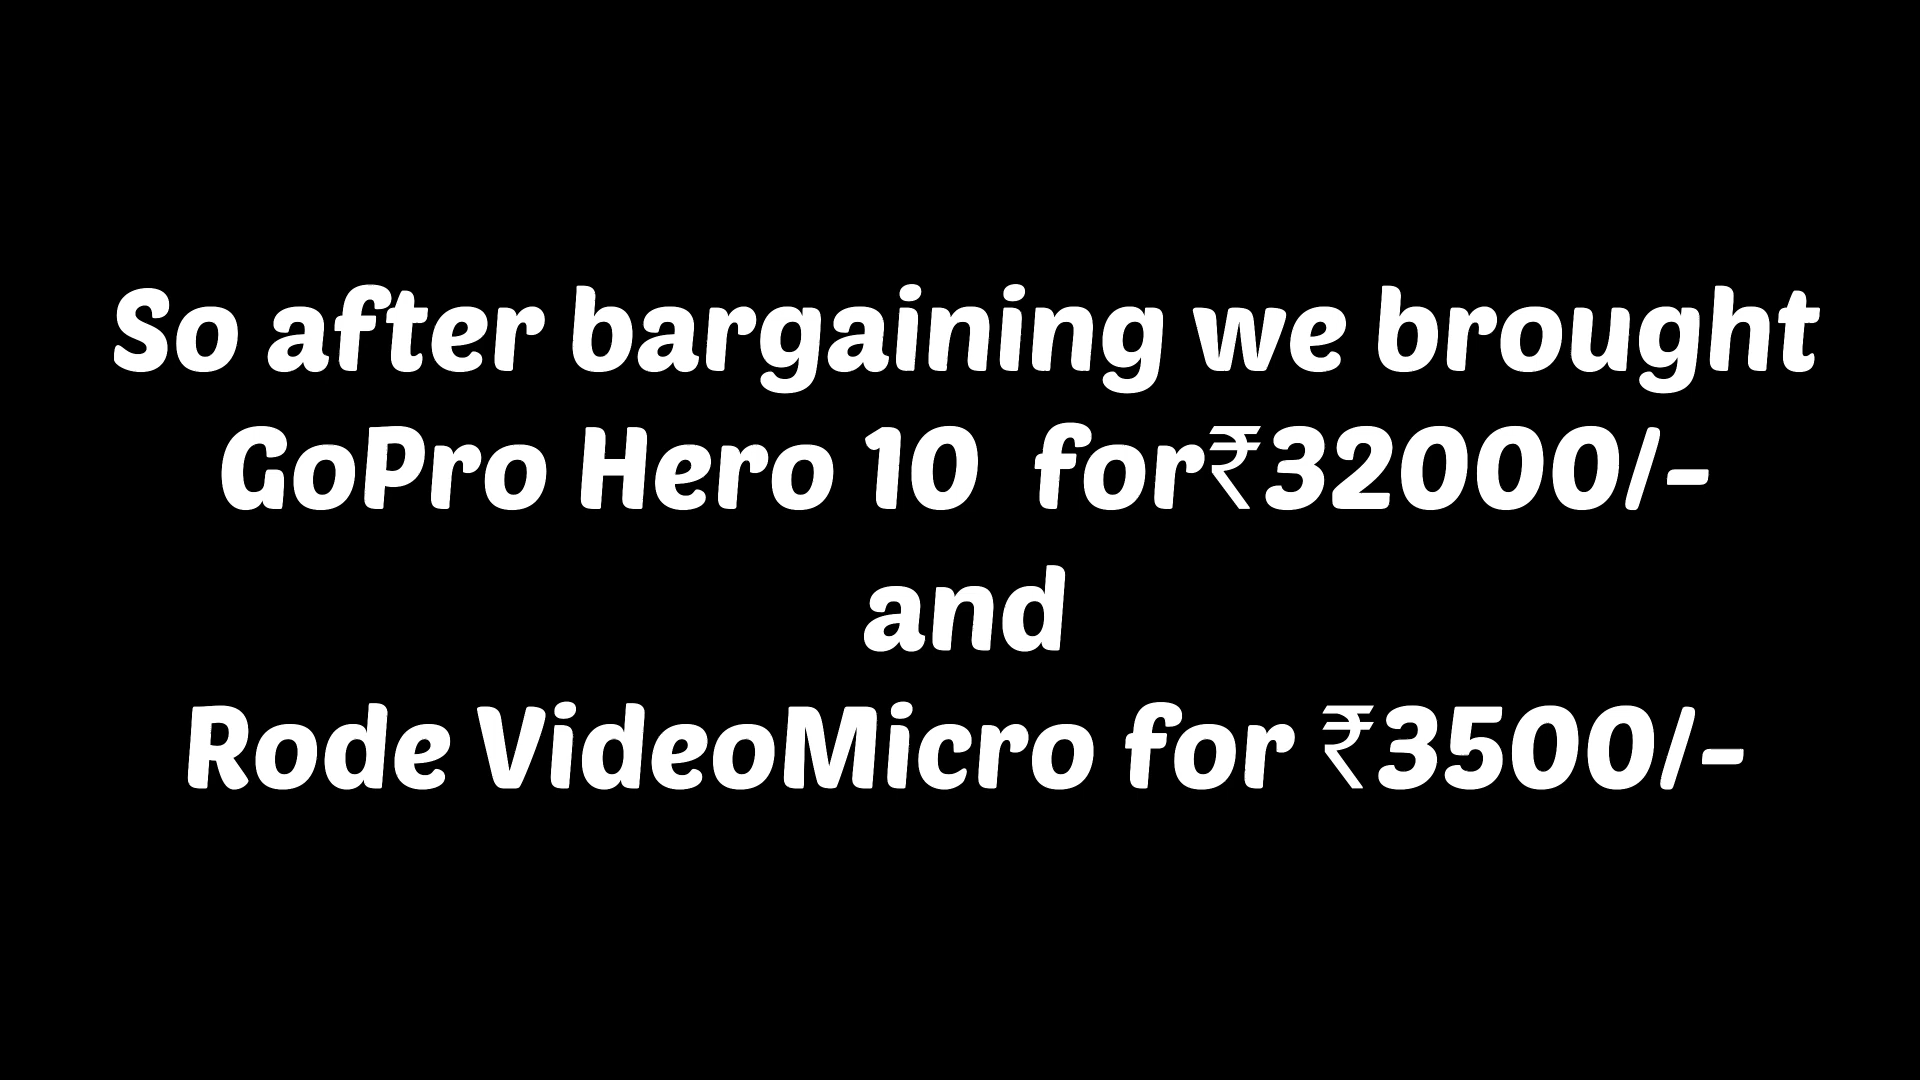 So after bargaining we brought
GoPro Hero 10  for₹32000/-
and
Rode VideoMicro for ₹3500/-